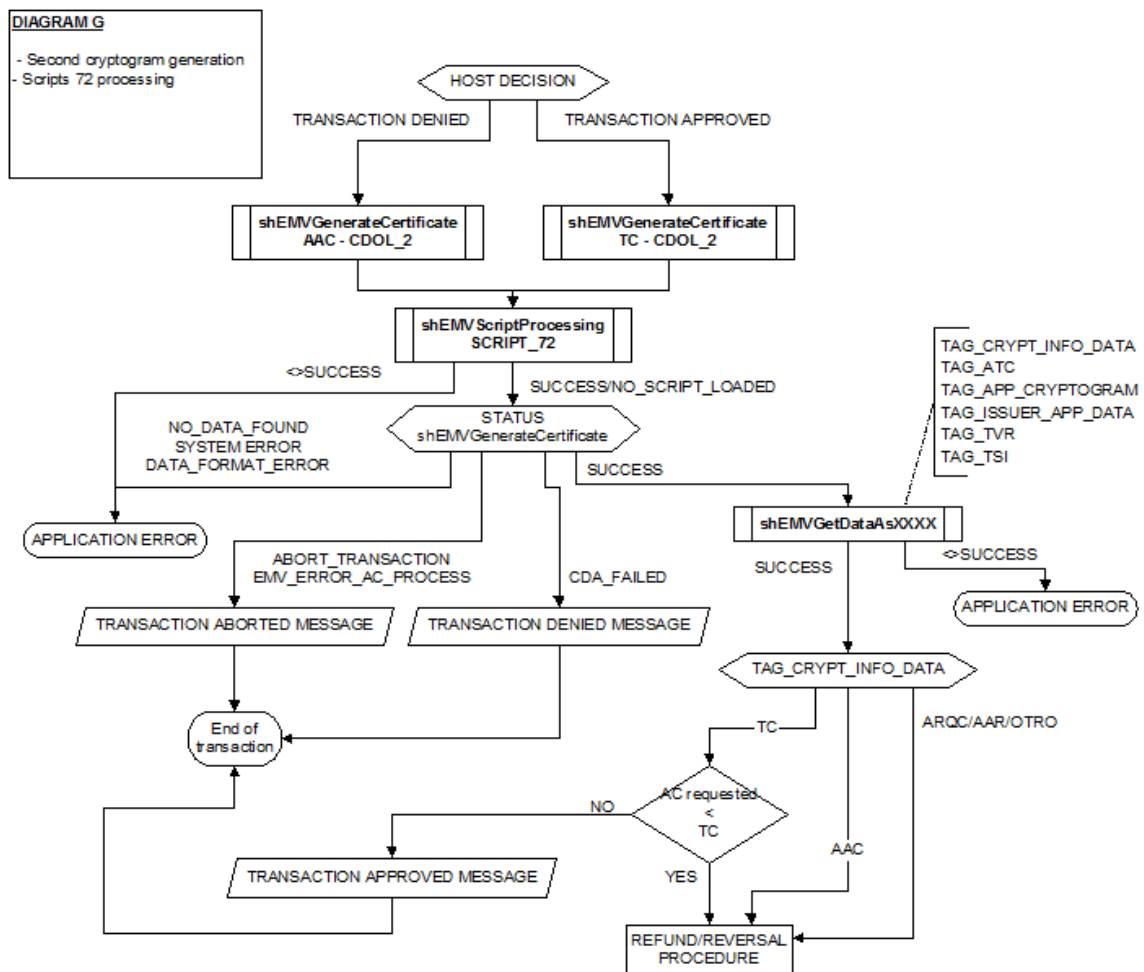 DIAGRAM G
- Second cryptogram generation
- Scripts 72 processing
HOST DECISION
TRANSACTION DENIED
TRANSACTION APPROVED
shEMVGenerateCertificate
AAC - CDOL_2
shEMVGenerateCertificate
TC - CDOL_2
shEMVScriptProcessing
SCRIPT_72
<>SUCCESS
SUCCESS/NO_SCRIPT_LOADED
TAG_CRYPT_INFO_DATA
TAG_ATC
TAG_APP_CRYPTOGRAM
TAG_ISSUER_APP_DATA
TAG_TVR
TAG_TSI
STATUS
shEMVGenerateCertificate
NO_DATA_FOUND
SYSTEM ERROR
DATA_FORMAT_ERROR
SUCCESS
APPLICATION ERROR
shEMVGetDataAsXXXX
ABORT_TRANSACTION
EMV_ERROR_AC_PROCESS
CDA_FAILED
SUCCESS
<>SUCCESS
TRANSACTION ABORTED MESSAGE
TRANSACTION DENIED MESSAGE
APPLICATION ERROR
TAG_CRYPT_INFO_DATA
End of
transaction
TC
ARQC/AAR/OTRO
AC requested
<
TC
NO
AAC
YES
TRANSACTION APPROVED MESSAGE
REFUND/REVERSAL
PROCEDURE